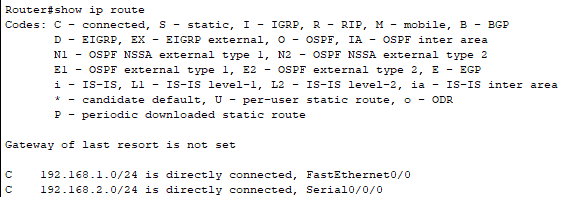 Router#show ip route
Codes: C - connected, S - static, I - IGRP, R - RIP, M - mobile, B - BGP
D - EIGRP, EX - EIGRP external, O - OSPF, IA - OSPF inter area
N1 - OSPF NSSA external type 1, N2 - OSPF NSSA external type 2
E1 - OSPF external type 1, E2 - OSPF external type 2, E - EGP
i - IS-IS, L1 - IS-IS level-1, L2 - IS-IS level-2, ia - IS-IS inter area
* - candidate default, U - per-user static route, o - ODR
P - periodic downloaded static route
Gateway of last resort is not set
C 192.168.1.0/24 is directly connected, FastEthernet0/0
C 192.168.2.0/24 is directly connected, Serial0/0/0